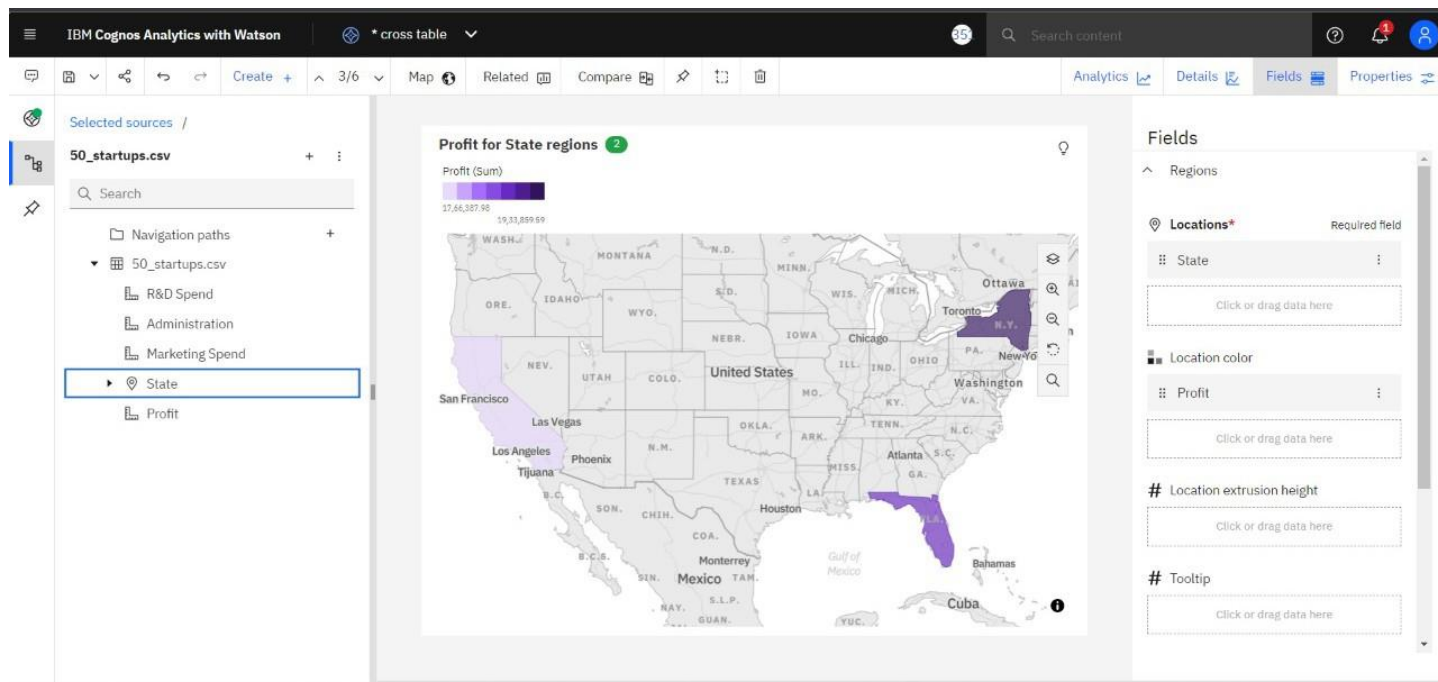 IBM Cognos Analytics with Watson
* cross table
Search content
1
Create +
3/6
Map
Related
Compare
Analytics
Details
Fields
Properties
Selected sources /
50_startups.csv
Search
Navigation paths
50_startups.csv
R&D Spend
Administration
Marketing Spend
State
Profit
Profit for State regions 2
Profit (Sum)
17,66,387.98
19,33,859.59
WASH.
MONTANA
N.D.
MINN.
Ottawa
ORE.
IDAHO
WYO.
S.D.
WIS.
MICH.
Toronto
N.Y.
NEBR.
IOWA
Chicago
NEV.
UTAH
COLO.
United States
ILL.
IND.
OHIO
PA.
New Yo
Washington
San Francisco
MO.
KY.
VA.
Las Vegas
OKLA.
TENN.
N.C.
Los Angeles
Phoenix
N.M.
ARK.
Atlanta
S.C.
Tijuana
TEXAS
MISS.
GA.
B.C.
LA.
SON.
CHIH.
Houston
FLA.
COA.
B.C.S.
Monterrey
Gulf of
Mexico
Bahamas
SIN.
Mexico
TAM.
NAY.
S.L.P.
Cuba
GUAN.
YUC.
Fields
Regions
Locations*
Required field
State
Click or drag data here
Location color
Profit
Click or drag data here
# Location extrusion height
Click or drag data here
# Tooltip
Click or drag data here